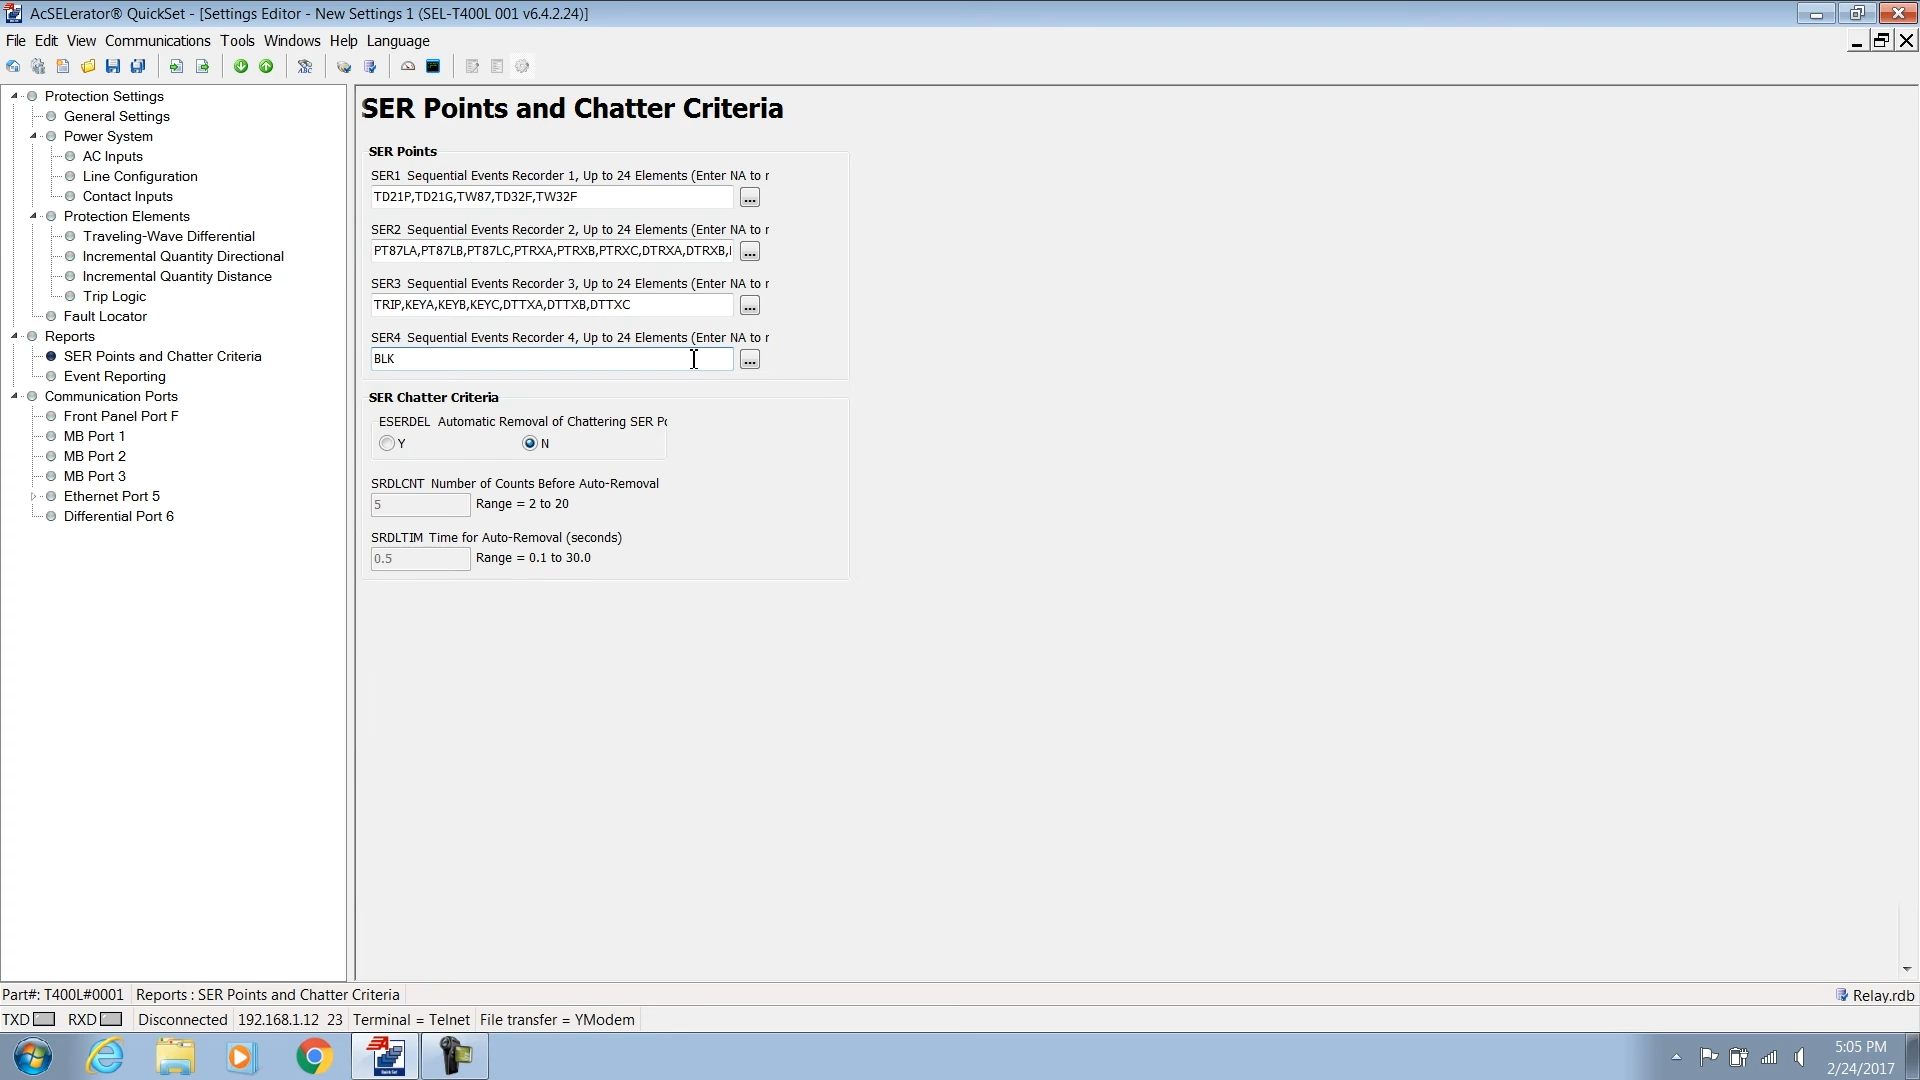 AcSELerator® QuickSet - [Settings Editor - New Settings 1 (SEL-T400L 001 v6.4.2.24)]
File Edit View Communications Tools Windows Help Language
Protection Settings
General Settings
Power System
AC Inputs
Line Configuration
Contact Inputs
Protection Elements
Traveling-Wave Differential
Incremental Quantity Directional
Incremental Quantity Distance
Trip Logic
Fault Locator
Reports
SER Points and Chatter Criteria
Event Reporting
Communication Ports
Front Panel Port F
MB Port 1
MB Port 2
MB Port 3
Ethernet Port 5
Differential Port 6
SER Points and Chatter Criteria
SER Points
SER1 Sequential Events Recorder 1, Up to 24 Elements (Enter NA to r
TD21P,TD21G,TW87,TD32F,TW32F
...
SER2 Sequential Events Recorder 2, Up to 24 Elements (Enter NA to r
PT87LA,PT87LB,PT87LC,PTRXA,PTRXB,PTRXC,DTRXA,DTRXB,
...
SER3 Sequential Events Recorder 3, Up to 24 Elements (Enter NA to r
TRIP,KEYA,KEYB,KEYC,DTTXA,DTTXB,DTTXC
...
SER4 Sequential Events Recorder 4, Up to 24 Elements (Enter NA to r
BLK
...
SER Chatter Criteria
ESERDEL Automatic Removal of Chattering SER Po
Y N
SRDLCNT Number of Counts Before Auto-Removal
5 Range = 2 to 20
SRDLTIM Time for Auto-Removal (seconds)
0.5 Range = 0.1 to 30.0
Part#: T400L#0001 Reports : SER Points and Chatter Criteria Relay.rdb
TXD RXD Disconnected 192.168.1.12 23 Terminal = Telnet File transfer = YModem
5:05 PM
2/24/2017